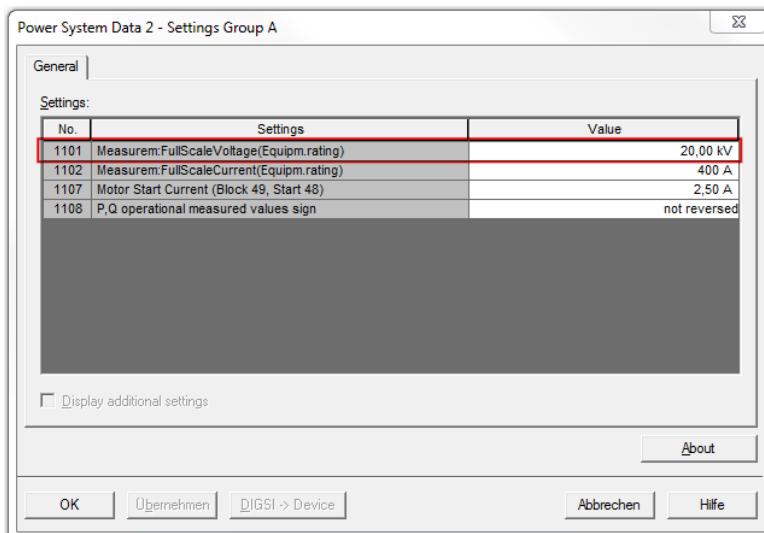 Power System Data 2 - Settings Group A
General
Settings:
No. Settings Value
1101 Measurem:FullScaleVoltage(Equipm.rating) 20,00 kV
1102 Measurem:FullScaleCurrent(Equipm.rating) 400 A
1107 Motor Start Current (Block 49, Start 48) 2,50 A
1108 P,Q operational measured values sign not reversed
Display additional settings
About
OK Übernehmen DIGSI -> Device Abbrechen Hilfe